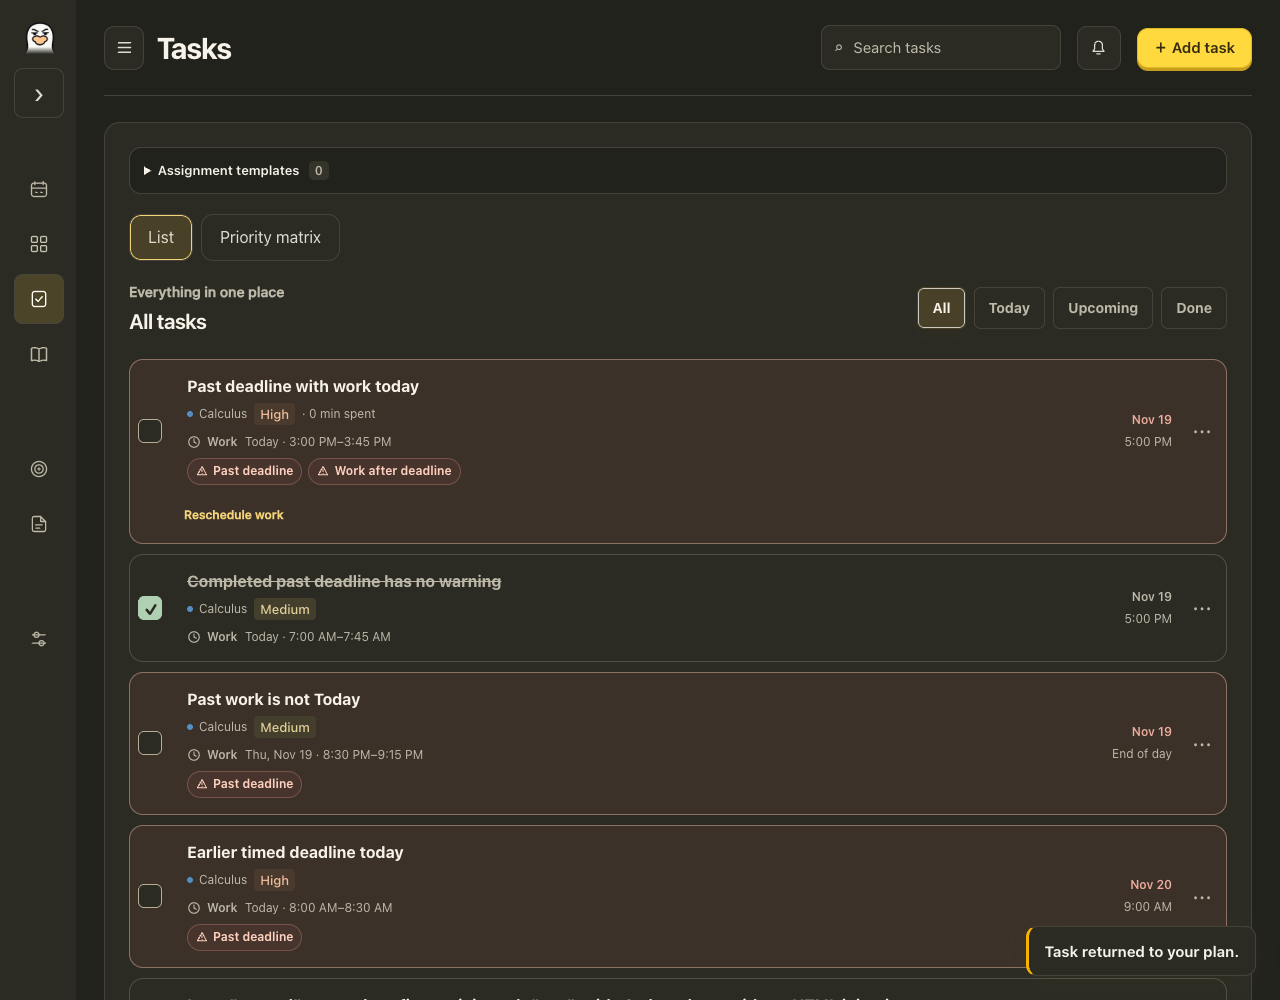 Tasks
Search tasks
+ Add task
Assignment templates 0
List
Priority matrix
Everything in one place
All tasks
All
Today
Upcoming
Done
Past deadline with work today
Calculus High · 0 min spent
Work Today · 3:00 PM–3:45 PM
Past deadline
Work after deadline
Reschedule work
Nov 19
5:00 PM
Completed past deadline has no warning
Calculus Medium
Work Today · 7:00 AM–7:45 AM
Nov 19
5:00 PM
Past work is not Today
Calculus Medium
Work Thu, Nov 19 · 8:30 PM–9:15 PM
Past deadline
Nov 19
End of day
Earlier timed deadline today
Calculus High
Work Today · 8:00 AM–8:30 AM
Past deadline
Nov 20
9:00 AM
Task returned to your plan.